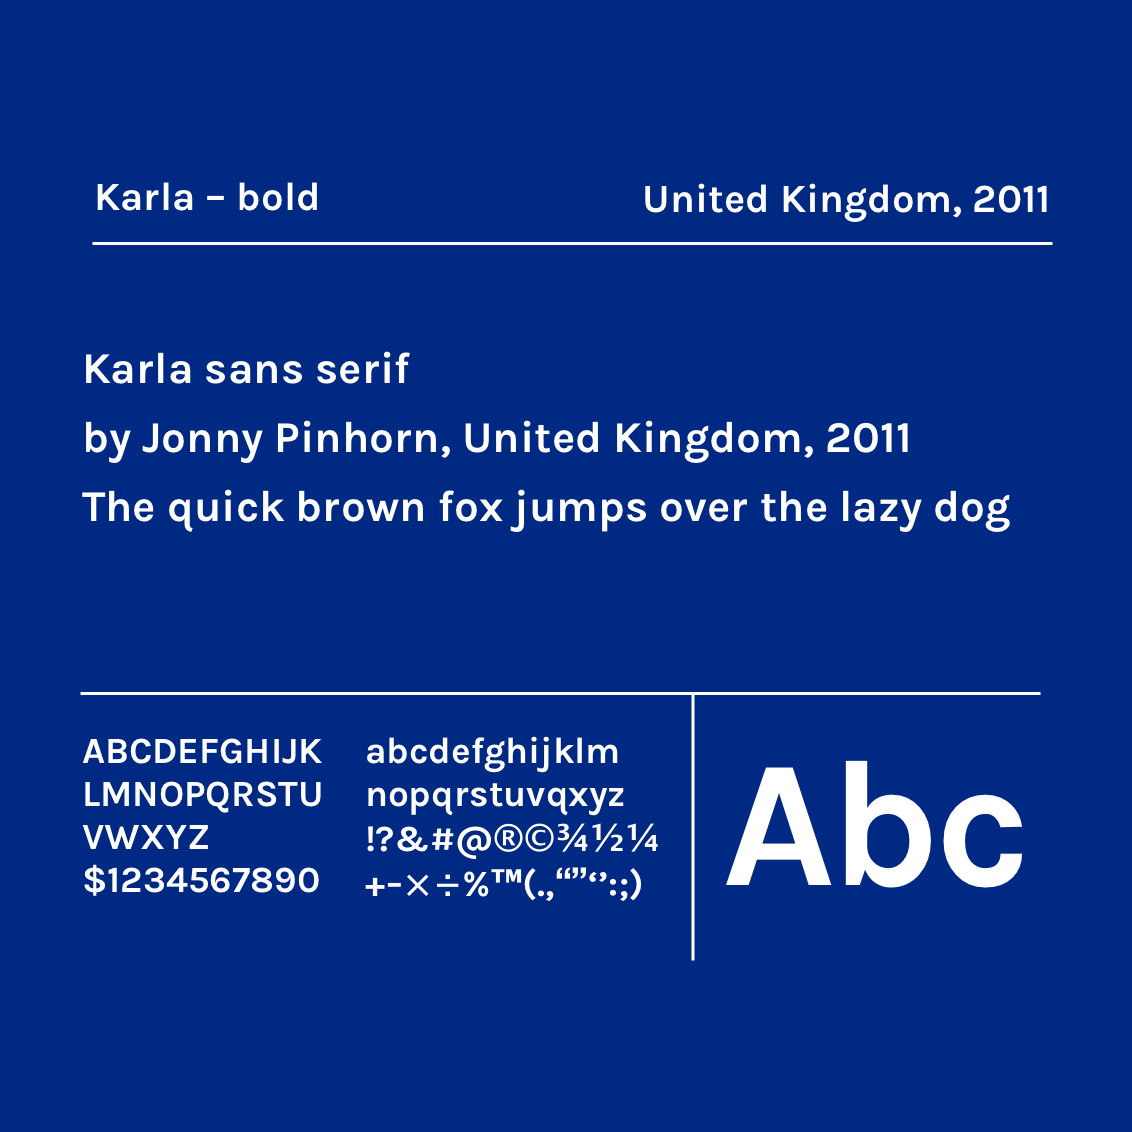 Karla – bold
United Kingdom, 2011
Karla sans serif
by Jonny Pinhorn, United Kingdom, 2011
The quick brown fox jumps over the lazy dog
ABCDEFGHIJK
LMNOPQRSTU
VWXYZ
$1234567890
abcdefghijklm
nopqrstuvqxyz
!?&#@®©¾½¼
+-×÷%™(.,“”‘’:;)
Abc